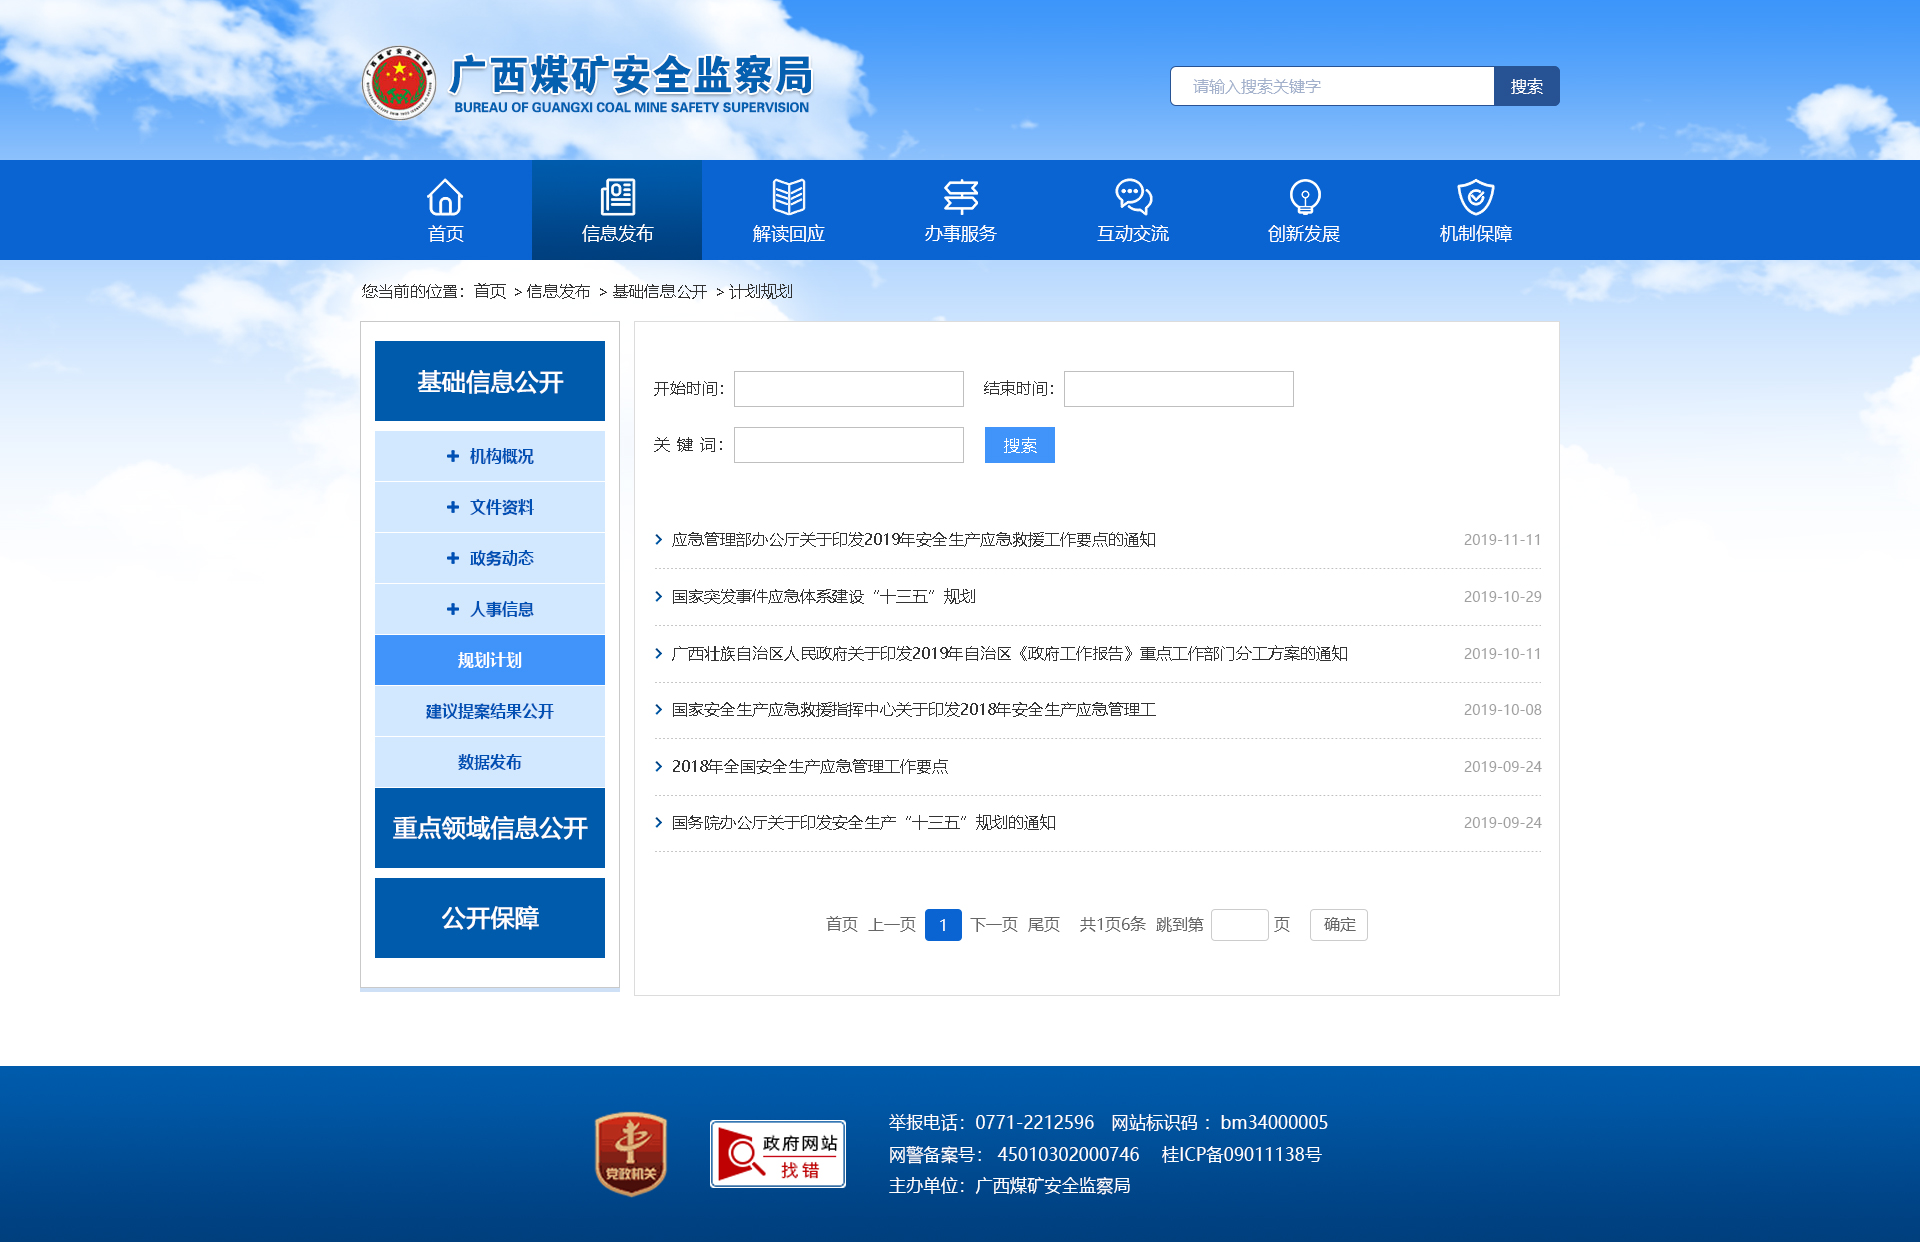 广西煤矿安全监察局
BUREAU OF GUANGXI COAL MINE SAFETY SUPERVISION
请输入搜索关键字
搜索
首页
信息发布
解读回应
办事服务
互动交流
创新发展
机制保障
您当前的位置：首页 > 信息发布 > 基础信息公开 > 计划规划
基础信息公开
机构概况
文件资料
政务动态
人事信息
规划计划
建议提案结果公开
数据发布
重点领域信息公开
公开保障
开始时间：
结束时间：
关 键 词：
搜索
应急管理部办公厅关于印发2019年安全生产应急救援工作要点的通知 2019-11-11
国家突发事件应急体系建设“十三五”规划 2019-10-29
广西壮族自治区人民政府关于印发2019年自治区《政府工作报告》重点工作部门分工方案的通知 2019-10-11
国家安全生产应急救援指挥中心关于印发2018年安全生产应急管理工 2019-10-08
2018年全国安全生产应急管理工作要点 2019-09-24
国务院办公厅关于印发安全生产“十三五”规划的通知 2019-09-24
首页 上一页 1 下一页 尾页 共1页6条 跳到第 页 确定
党政机关
政府网站
找错
举报电话：0771-2212596 网站标识码：bm34000005
网警备案号： 45010302000746 桂ICP备09011138号
主办单位：广西煤矿安全监察局